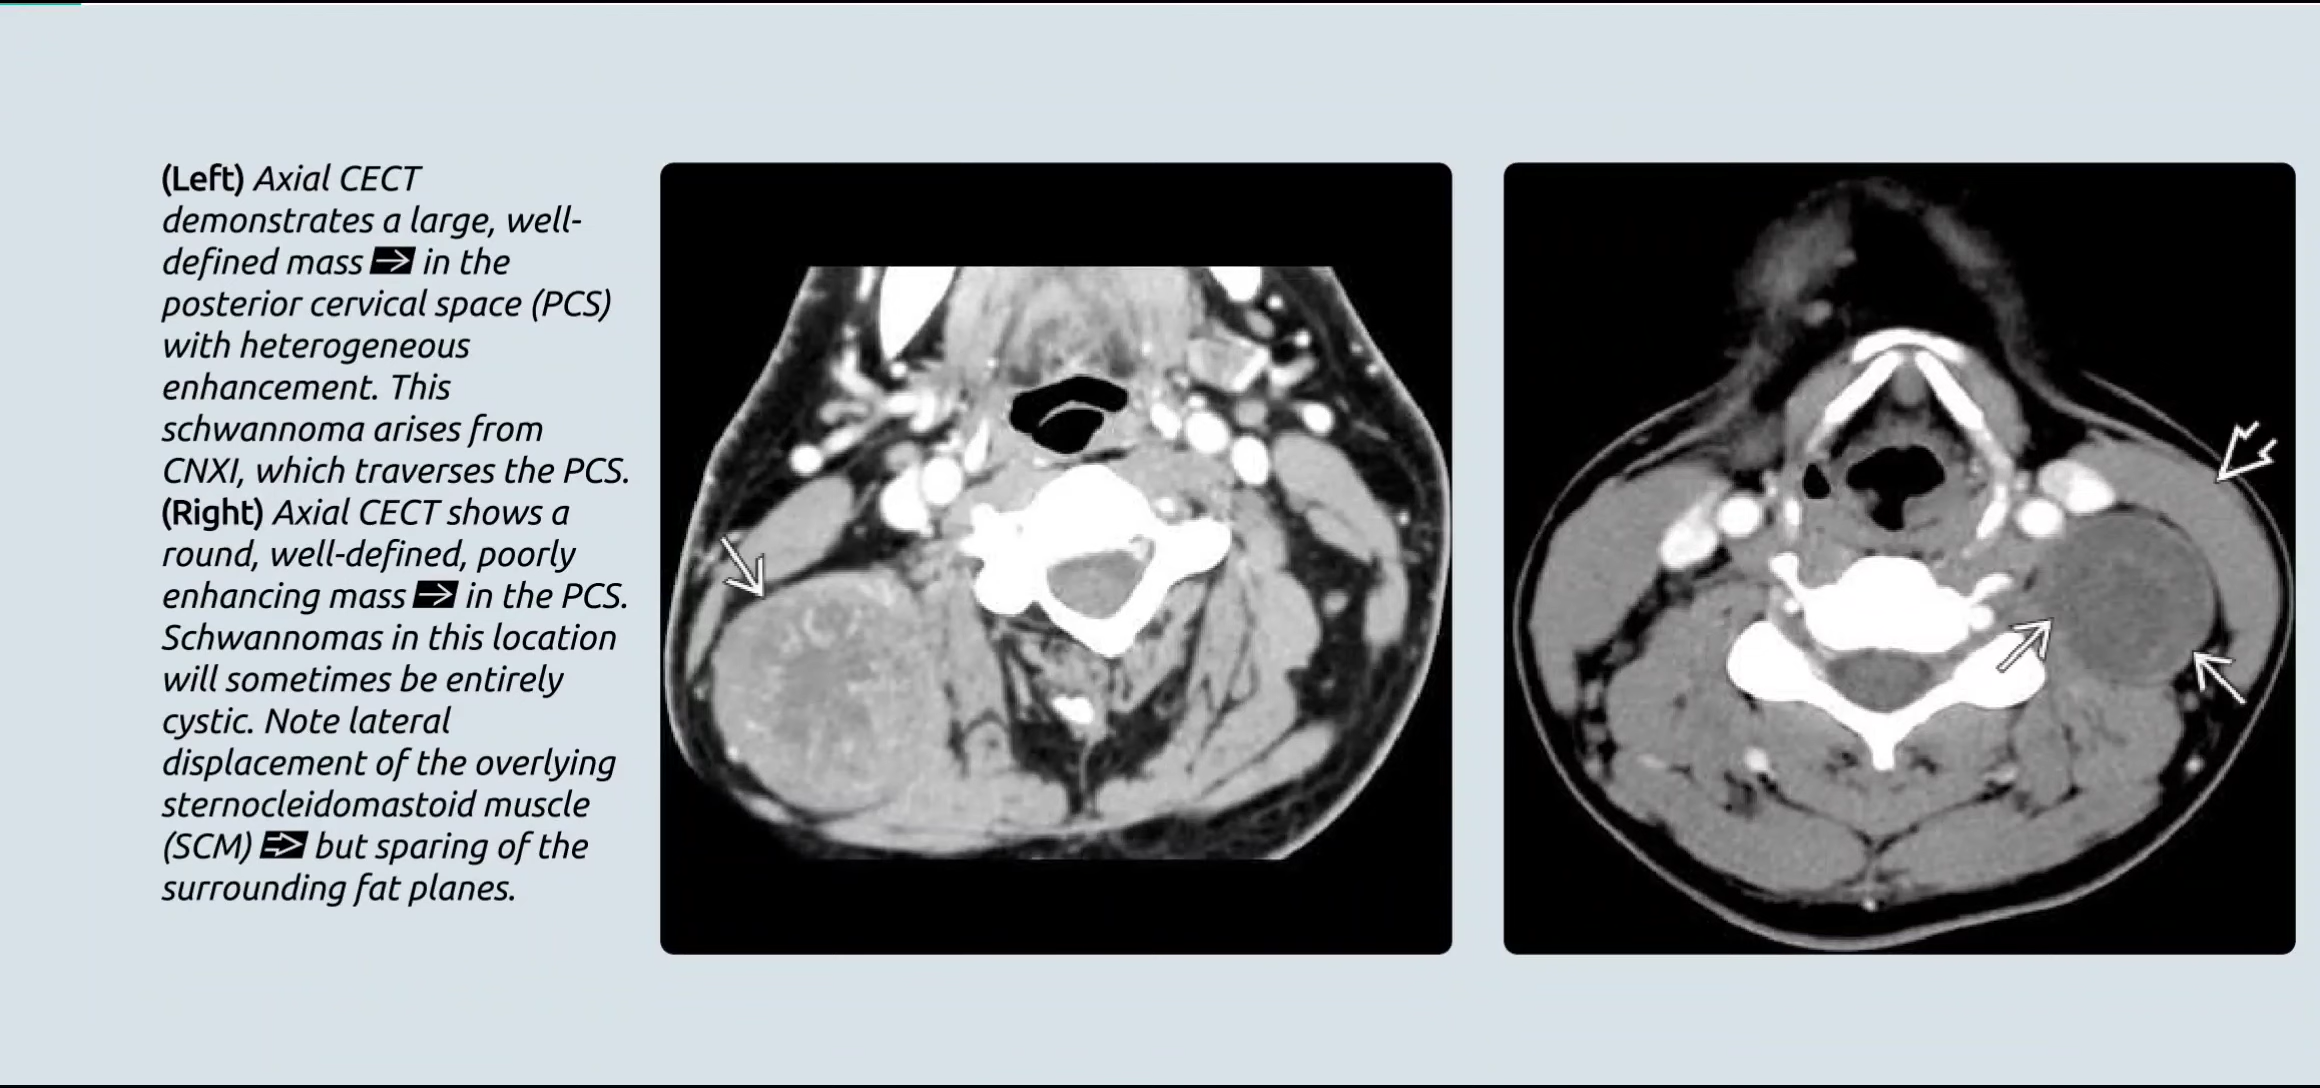 (Left) Axial CECT
demonstrates a large, well-
defined mass in the
posterior cervical space (PCS)
with heterogeneous
enhancement. This
schwannoma arises from
CNXI, which traverses the PCS.
(Right) Axial CECT shows a
round, well-defined, poorly
enhancing mass in the PCS.
Schwannomas in this location
will sometimes be entirely
cystic. Note lateral
displacement of the overlying
sternocleidomastoid muscle
(SCM) but sparing of the
surrounding fat planes.